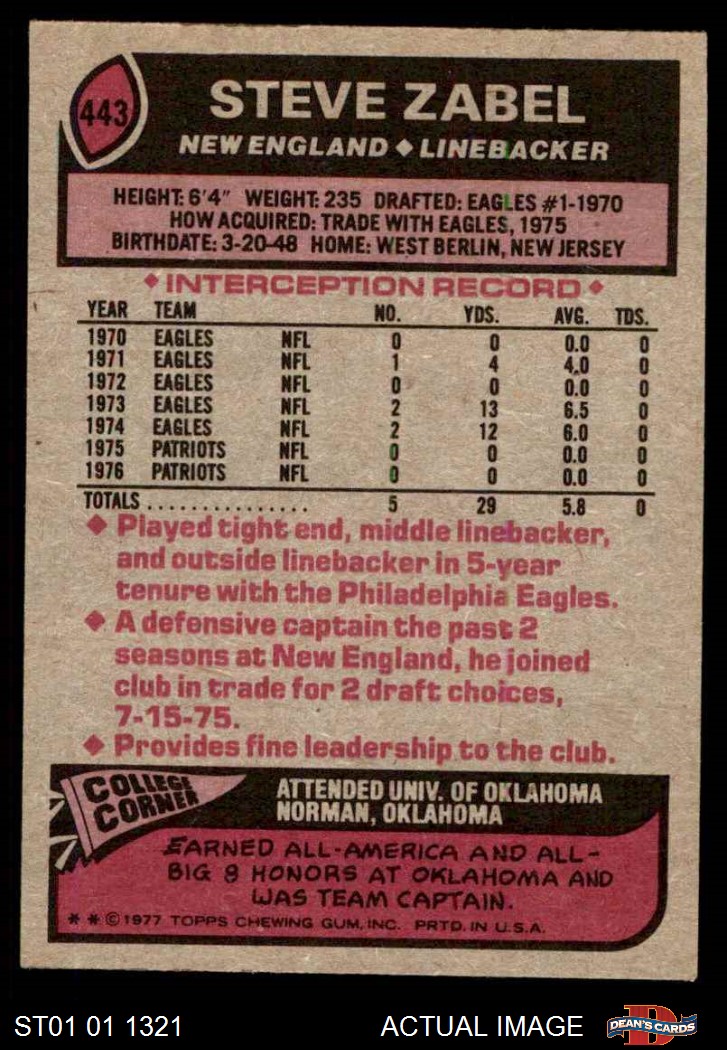 443
STEVE ZABEL
NEW ENGLAND ◆ LINEBACKER
HEIGHT: 6'4" WEIGHT: 235 DRAFTED: EAGLES #1-1970
HOW ACQUIRED: TRADE WITH EAGLES, 1975
BIRTHDATE: 3-20-48 HOME: WEST BERLIN, NEW JERSEY
◆ INTERCEPTION RECORD ◆
YEAR TEAM NO. YDS. AVG. TDS.
1970 EAGLES NFL 0 0 0.0 0
1971 EAGLES NFL 1 4 4.0 0
1972 EAGLES NFL 0 0 0.0 0
1973 EAGLES NFL 2 13 6.5 0
1974 EAGLES NFL 2 12 6.0 0
1975 PATRIOTS NFL 0 0 0.0 0
1976 PATRIOTS NFL 0 0 0.0 0
TOTALS ............... 5 29 5.8 0
◆ Played tight end, middle linebacker,
and outside linebacker in 5-year
tenure with the Philadelphia Eagles.
◆ A defensive captain the past 2
seasons at New England, he joined
club in trade for 2 draft choices,
7-15-75.
◆ Provides fine leadership to the club.
COLLEGE
CORNER
ATTENDED UNIV. OF OKLAHOMA
NORMAN, OKLAHOMA
EARNED ALL-AMERICA AND ALL-
BIG 8 HONORS AT OKLAHOMA AND
WAS TEAM CAPTAIN.
* * © 1977 TOPPS CHEWING GUM, INC. PRTD. IN U.S.A.
ST01 01 1321
ACTUAL IMAGE
D
DEAN'S CARDS